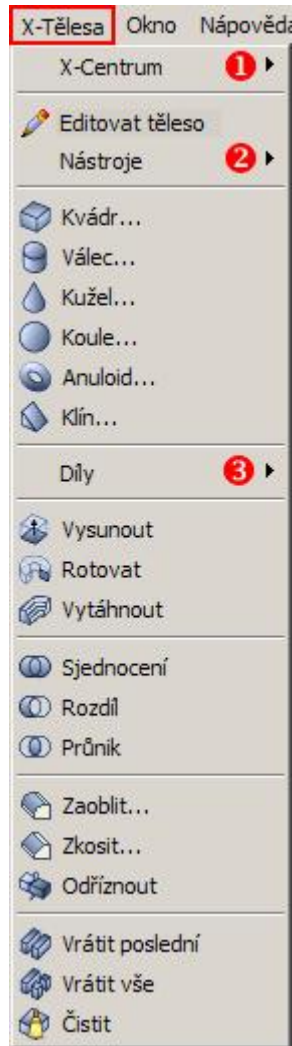 X-Tělesa Okno Nápověda
X-Centrum 1
Editovat těleso
Nástroje 2
Kvádr...
Válec...
Kužel...
Koule...
Anuloid...
Klín...
Díly 3
Vysunout
Rotovat
Vytáhnout
Sjednocení
Rozdíl
Průnik
Zaoblit...
Zkosit...
Odříznout
Vrátit poslední
Vrátit vše
Čistit